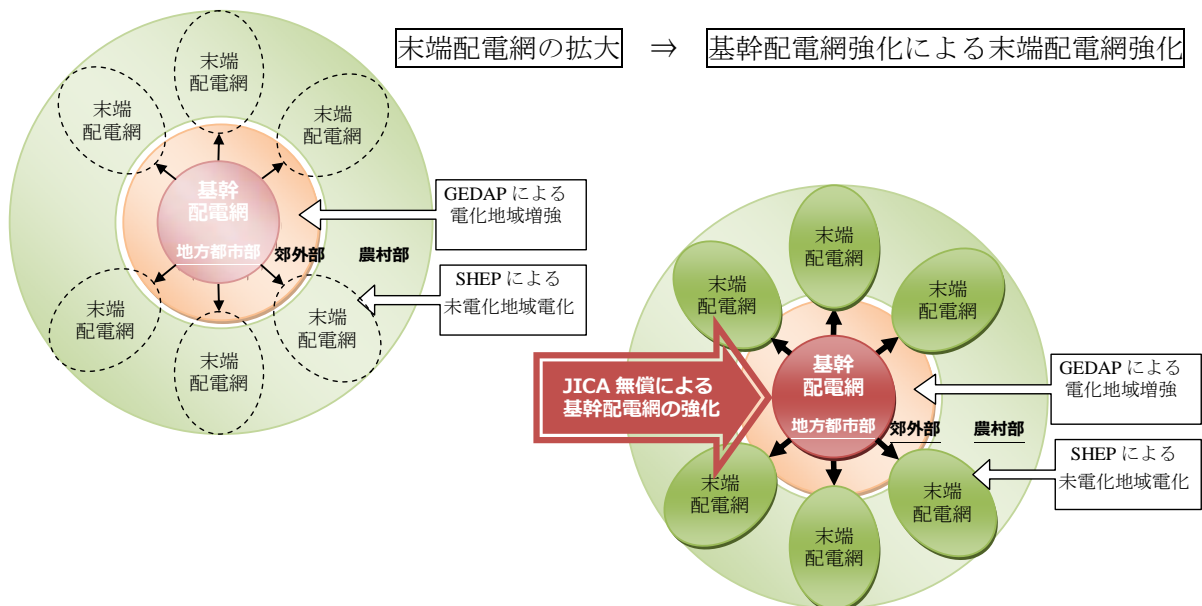 末端配電網の拡大 ⇒ 基幹配電網強化による末端配電網強化
末端
配電網
末端
配電網
末端
配電網
基幹
配電網
地方都市部
郊外部
農村部
GEDAP による
電化地域増強
SHEP による
未電化地域電化
末端
配電網
末端
配電網
末端
配電網
末端
配電網
末端
配電網
末端
配電網
JICA 無償による
基幹配電網の強化
基幹
配電網
地方都市部
郊外部
農村部
GEDAP による
電化地域増強
SHEP による
未電化地域電化
末端
配電網
末端
配電網
末端
配電網